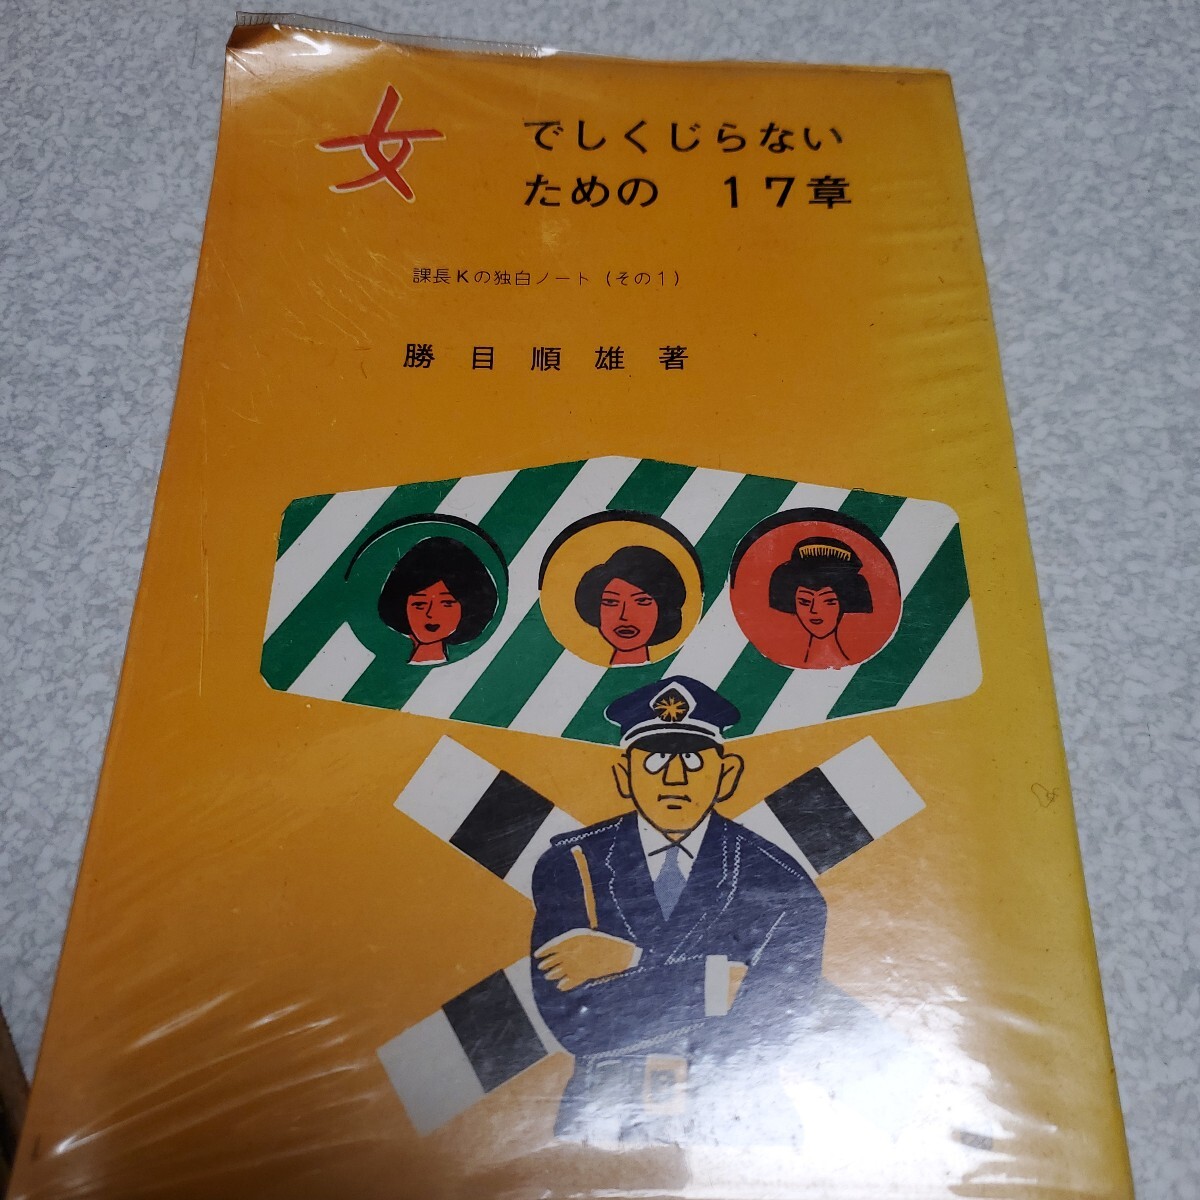 女 でしくじらない
ための 17章
課長Kの独白ノート（その1）
勝目順雄著